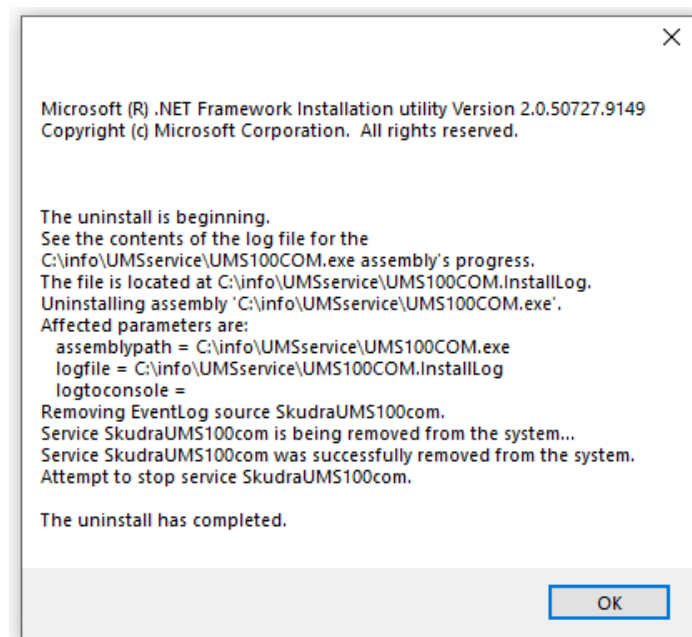 Microsoft (R) .NET Framework Installation utility Version 2.0.50727.9149
Copyright (c) Microsoft Corporation.  All rights reserved.
The uninstall is beginning.
See the contents of the log file for the
C:\info\UMSservice\UMS100COM.exe assembly's progress.
The file is located at C:\info\UMSservice\UMS100COM.InstallLog.
Uninstalling assembly 'C:\info\UMSservice\UMS100COM.exe'.
Affected parameters are:
assemblypath = C:\info\UMSservice\UMS100COM.exe
logfile = C:\info\UMSservice\UMS100COM.InstallLog
logtoconsole =
Removing EventLog source SkudraUMS100com.
Service SkudraUMS100com is being removed from the system...
Service SkudraUMS100com was successfully removed from the system.
Attempt to stop service SkudraUMS100com.
The uninstall has completed.
OK